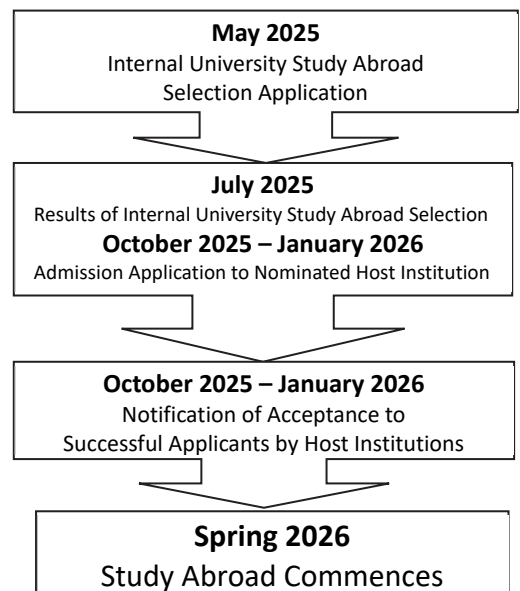 May 2025
Internal University Study Abroad
Selection Application
July 2025
Results of Internal University Study Abroad Selection
October 2025 – January 2026
Admission Application to Nominated Host Institution
October 2025 – January 2026
Notification of Acceptance to
Successful Applicants by Host Institutions
Spring 2026
Study Abroad Commences